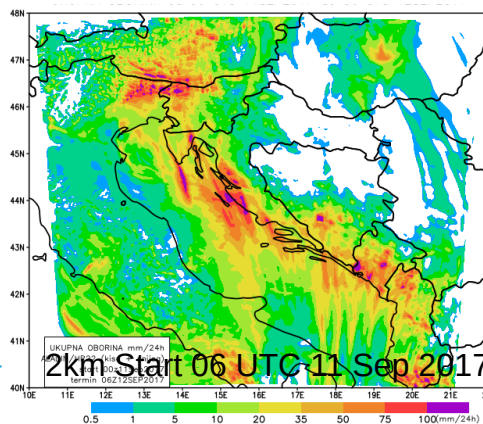 48N
47N
46N
45N
44N
43N
42N
41N
40N
UKUPNA OBORINA mm/24h
termin 06Z12SEP2017
2km Start 06 UTC 11 Sep 2017
10E 11E 12E 13E 14E 15E 16E 17E 18E 19E 20E 21E
0.5 1 5 10 20 35 50 75 100 (mm/24h)